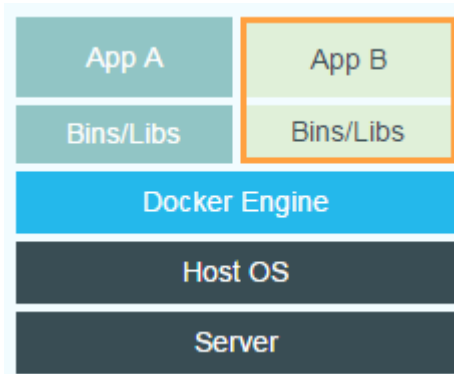 App A
App B
Bins/Libs
Bins/Libs
Docker Engine
Host OS
Server